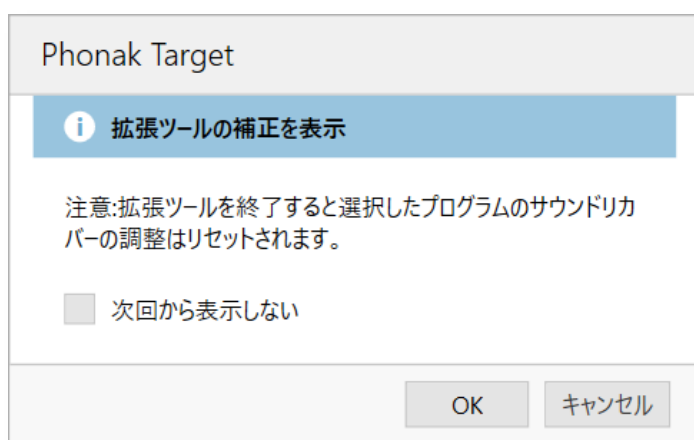 Phonak Target
拡張ツールの補正を表示
注意:拡張ツールを終了すると選択したプログラムのサウンドリカ
バーの調整はリセットされます。
次回から表示しない
OK キャンセル